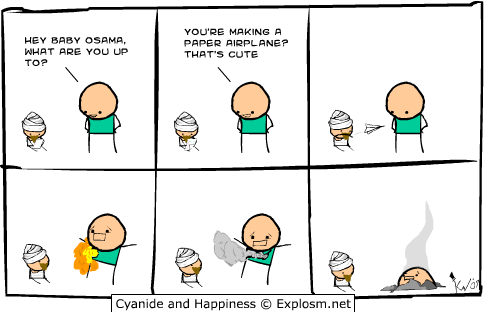 HEY BABY OSAMA,
WHAT ARE YOU UP
TO?
YOU'RE MAKING A
PAPER AIRPLANE?
THAT'S CUTE
Cyanide and Happiness © Explosm.net